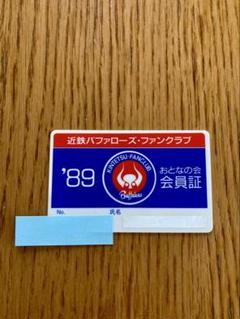 近鉄バファローズ・ファンクラブ
'89
KINTETSU・FANCLUB
Buffaloes
おとなの会
会員証
No.
氏名